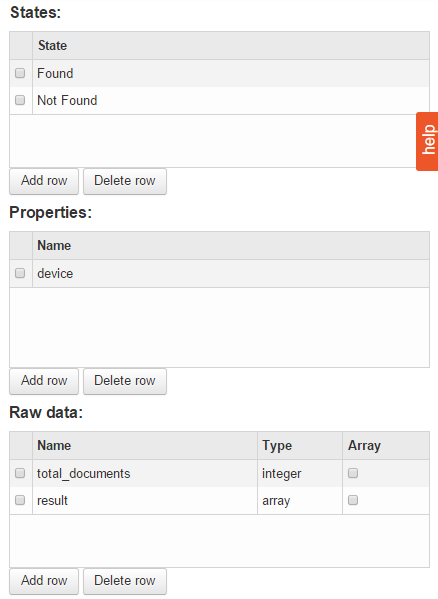 States:
State
Found
Not Found
help
Add row Delete row
Properties:
Name
device
Add row Delete row
Raw data:
Name Type Array
total_documents integer
result array
Add row Delete row